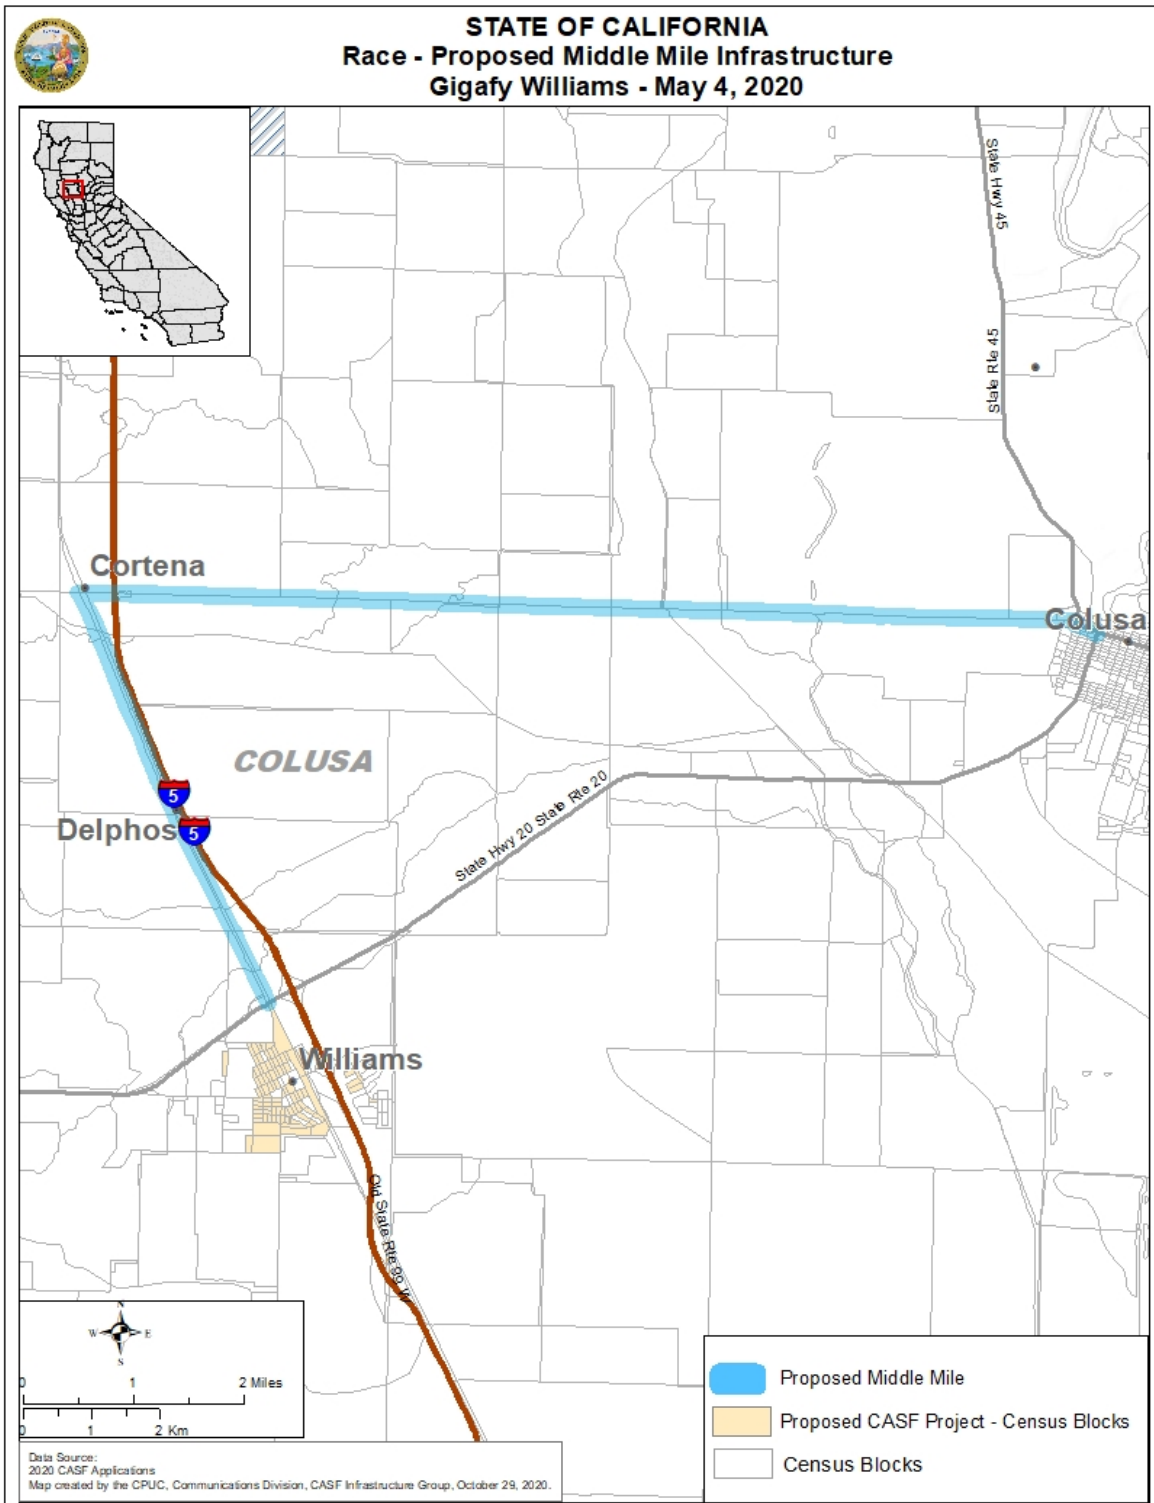 STATE OF CALIFORNIA
Race - Proposed Middle Mile Infrastructure
Gigafy Williams - May 4, 2020
State Hwy 45
State Rte 45
Cortena
Colusa
COLUSA
5
Delphos
5
State Hwy 20 State Rte 20
Williams
Old State Rte 99 W
N
W E
S
0 1 2 Miles
0 1 2 Km
Proposed Middle Mile
Proposed CASF Project - Census Blocks
Census Blocks
Data Source:
2020 CASF Applications
Map created by the CPUC, Communications Division, CASF Infrastructure Group, October 29, 2020.